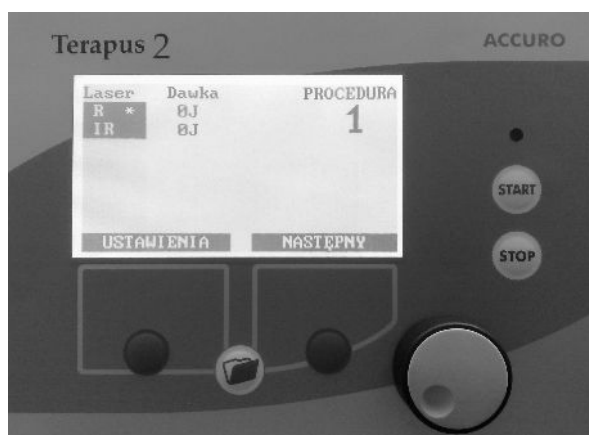 Terapus 2
ACCURO
Laser Dawka PROCEDURA
R * 0J 1
IR 0J
START
USTAWIENIA NASTĘPNY
STOP